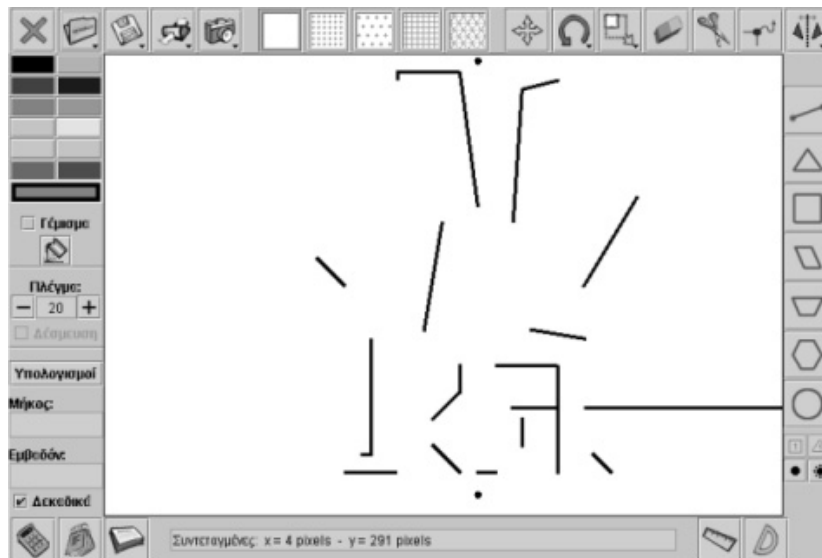 Γέμισμα
Πλέγμα:
20
Δέσμευση
Υπολογισμοί
Μήκος:
Εμβαδόν:
Δεκαδικά
Συντεταγμένες: x = 4 pixels - y = 291 pixels